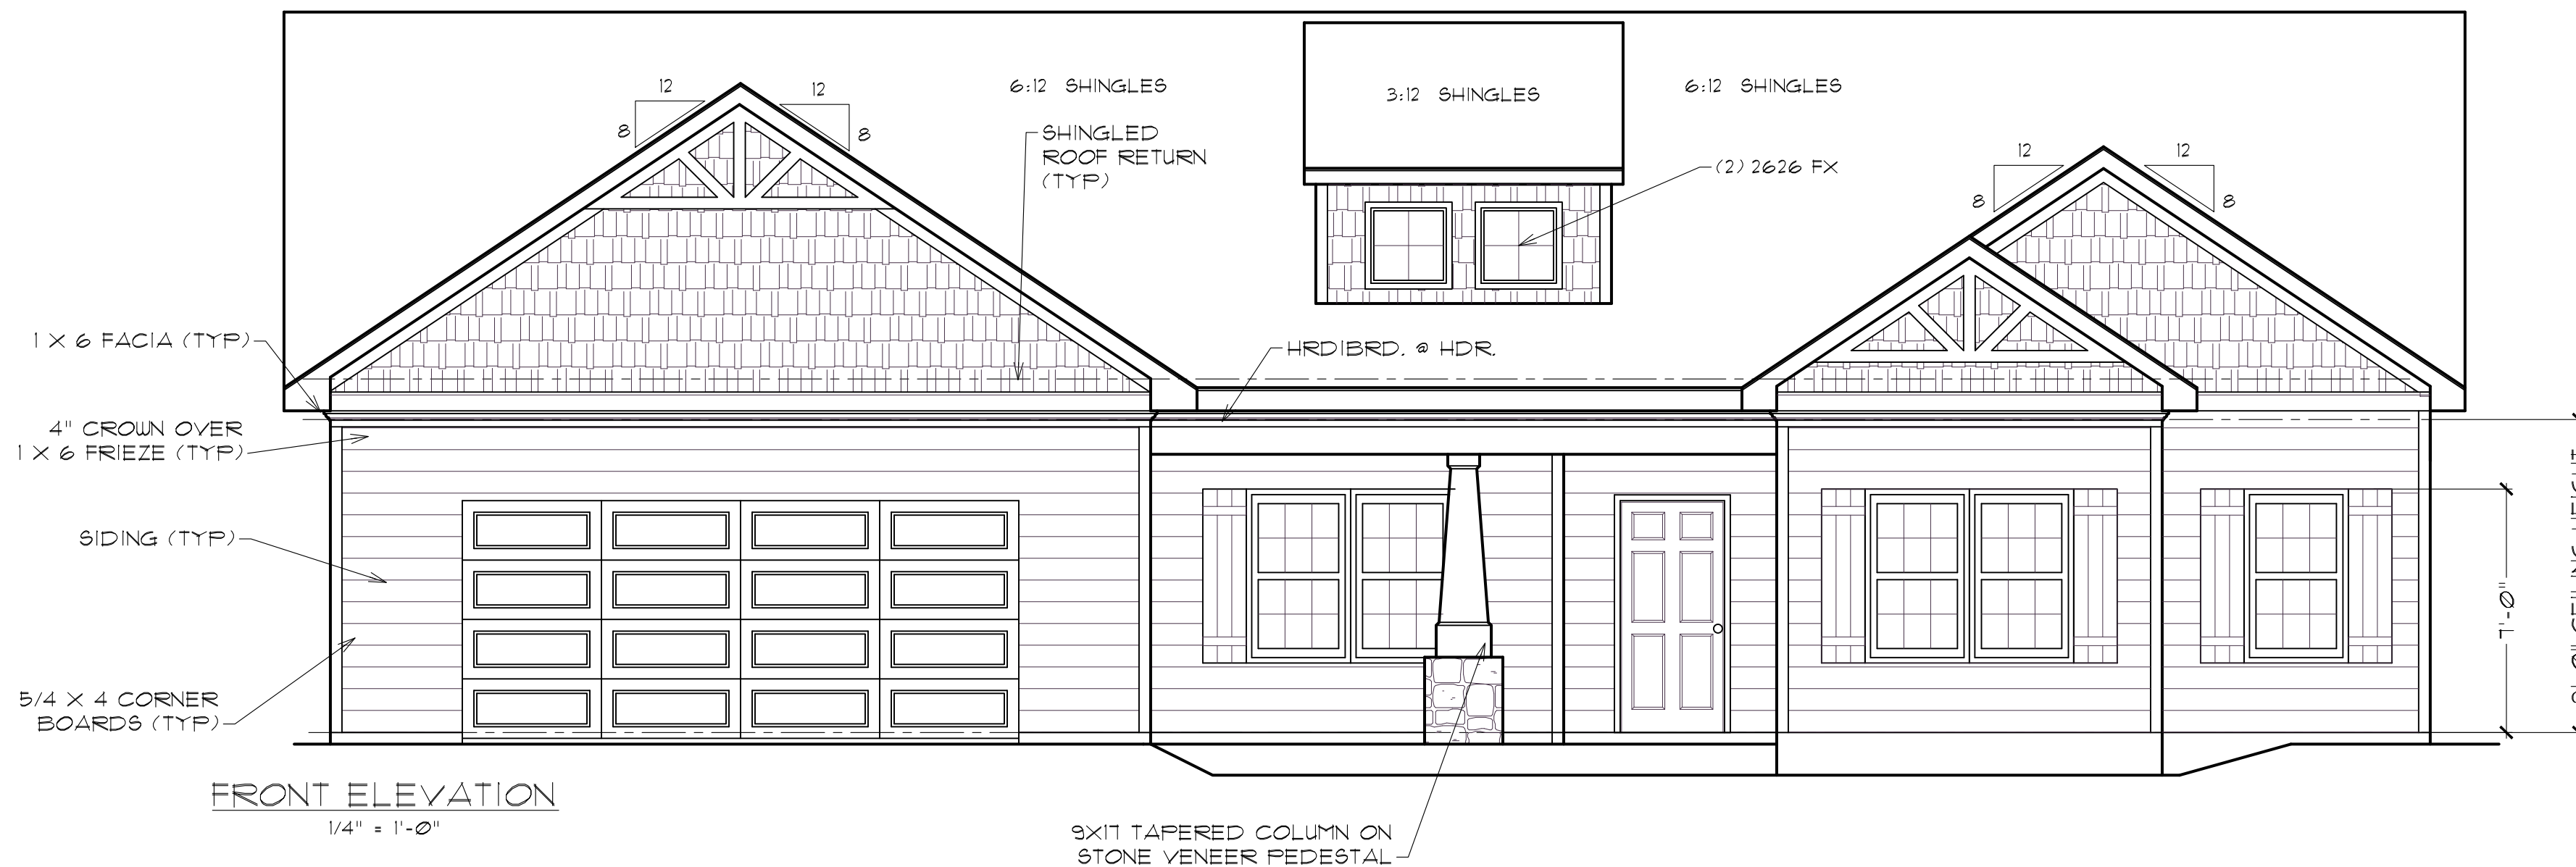 12
12
8
8
6:12 SHINGLES
3:12 SHINGLES
6:12 SHINGLES
SHINGLED
ROOF RETURN
(TYP)
(2) 2626 FX
12
12
8
8
1 X 6 FACIA (TYP)
HRDIBRD. @ HDR.
4" CROWN OVER
1 X 6 FRIEZE (TYP)
SIDING (TYP)
5/4 X 4 CORNER
BOARDS (TYP)
7'-0"
FRONT ELEVATION
1/4" = 1'-0"
9X17 TAPERED COLUMN ON
STONE VENEER PEDESTAL